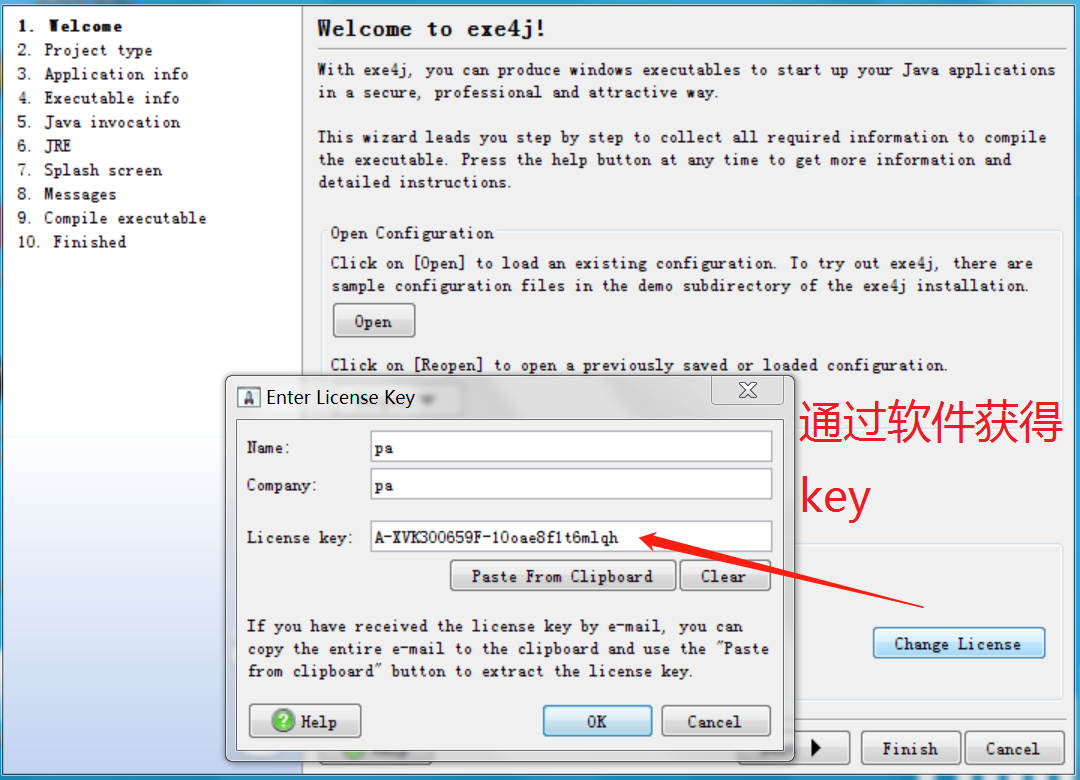 1. Welcome
2. Project type
3. Application info
4. Executable info
5. Java invocation
6. JRE
7. Splash screen
8. Messages
9. Compile executable
10. Finished
Welcome to exe4j!
With exe4j, you can produce windows executables to start up your Java applications
in a secure, professional and attractive way.
This wizard leads you step by step to collect all required information to compile
the executable. Press the help button at any time to get more information and
detailed instructions.
Open Configuration
Click on [Open] to load an existing configuration. To try out exe4j, there are
sample configuration files in the demo subdirectory of the exe4j installation.
Open
Click on [Reopen] to open a previously saved or loaded configuration.
Enter License Key
Name: pa
Company: pa
License key: A-XVK300659F-10oae8f1t6mlqh
Paste From Clipboard Clear
If you have received the license key by e-mail, you can
copy the entire e-mail to the clipboard and use the "Paste
from clipboard" button to extract the license key.
Help OK Cancel
通过软件获得
key
Change License
Finish Cancel